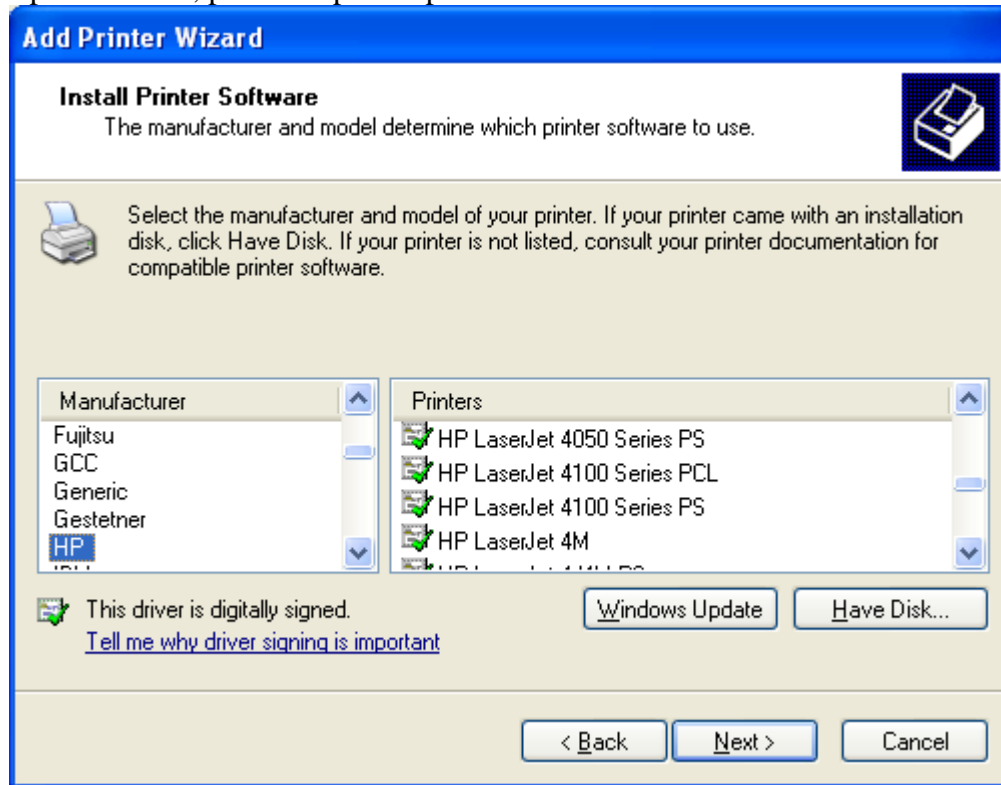 Add Printer Wizard
Install Printer Software
The manufacturer and model determine which printer software to use.
Select the manufacturer and model of your printer. If your printer came with an installation
disk, click Have Disk. If your printer is not listed, consult your printer documentation for
compatible printer software.
Manufacturer
Fujitsu
GCC
Generic
Gestetner
HP
Printers
HP LaserJet 4050 Series PS
HP LaserJet 4100 Series PCL
HP LaserJet 4100 Series PS
HP LaserJet 4M
This driver is digitally signed.
Tell me why driver signing is important
Windows Update
Have Disk...
< Back
Next >
Cancel